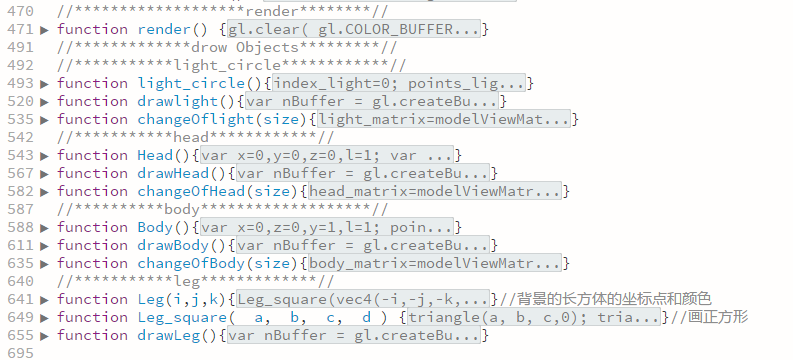 470 //*******************render********//
471 ▶ function render() {gl.clear( gl.COLOR_BUFFER...}
491 //*************drow Objects*********//
492 //***********light_circle************//
493 ▶ function light_circle(){index_light=0; points_lig...}
520 ▶ function drawlight(){var nBuffer = gl.createBu...}
535 ▶ function changeOflight(size){light_matrix=modelViewMat...}
542 //***********head************//
543 ▶ function Head(){var x=0,y=0,z=0,l=1; var ...}
567 ▶ function drawHead(){var nBuffer = gl.createBu...}
582 ▶ function changeOfHead(size){head_matrix=modelViewMatr...}
587 //**********body*******************//
588 ▶ function Body(){var x=0,z=0,y=1,l=1; poin...}
611 ▶ function drawBody(){var nBuffer = gl.createBu...}
635 ▶ function changeOfBody(size){body_matrix=modelViewMatr...}
640 //***********leg*************//
641 ▶ function Leg(i,j,k){Leg_square(vec4(-i,-j,-k,...}//背景的长方体的坐标点和颜色
649 ▶ function Leg_square( a, b, c, d ) {triangle(a, b, c,0); tria...}//画正方形
655 ▶ function drawLeg(){var nBuffer = gl.createBu...}
695